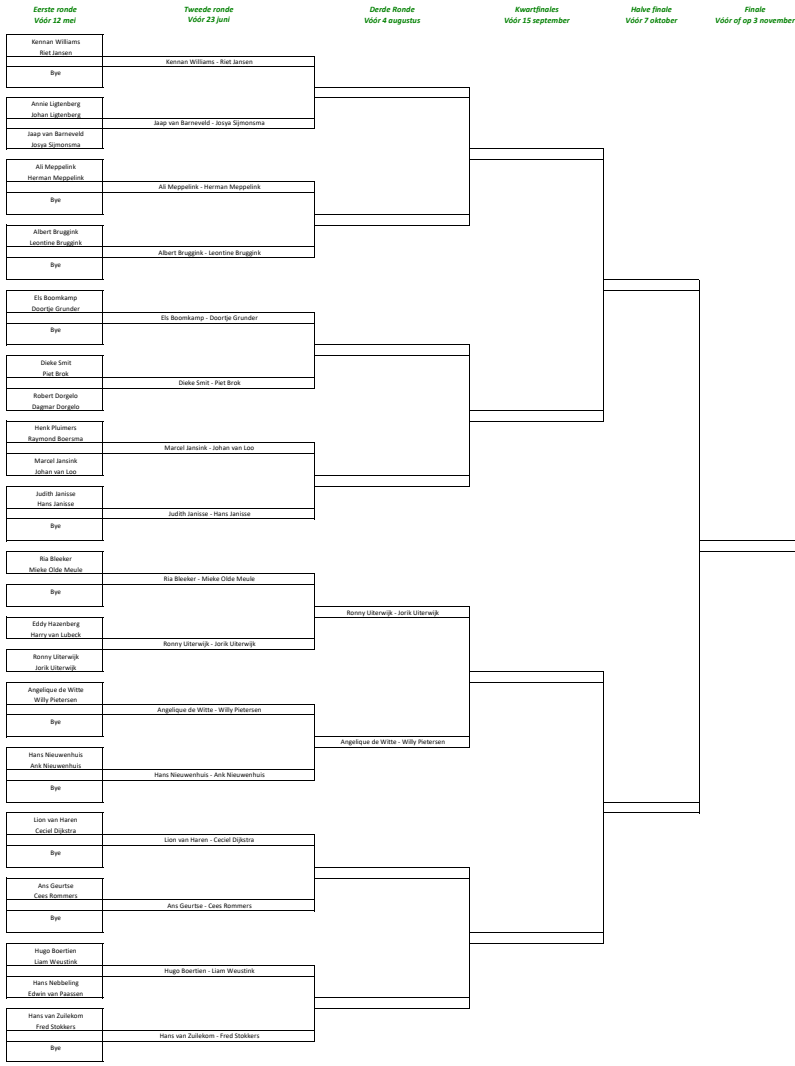 Eerste ronde
Vóór 12 mei
Tweede ronde
Vóór 23 juni
Derde Ronde
Vóór 4 augustus
Kwartfinales
Vóór 15 september
Halve finale
Vóór 7 oktober
Finale
Vóór of op 3 november
Kennan Williams
Riet Jansen
Kennan Williams - Riet Jansen
Bye
Annie Ligtenberg
Johan Ligtenberg
Jaap van Barneveld - Josya Sijmonsma
Jaap van Barneveld
Josya Sijmonsma
Ali Meppelink
Herman Meppelink
Ali Meppelink - Herman Meppelink
Bye
Albert Bruggink
Leontine Bruggink
Albert Bruggink - Leontine Bruggink
Bye
Els Boomkamp
Doortje Grunder
Els Boomkamp - Doortje Grunder
Bye
Dieke Smit
Piet Brok
Dieke Smit - Piet Brok
Robert Dorgelo
Dagmar Dorgelo
Henk Pluimers
Raymond Boersma
Marcel Jansink - Johan van Loo
Marcel Jansink
Johan van Loo
Judith Janisse
Hans Janisse
Judith Janisse - Hans Janisse
Bye
Ria Bleeker
Mieke Olde Meule
Ria Bleeker - Mieke Olde Meule
Bye
Ronny Uiterwijk - Jorik Uiterwijk
Eddy Hazenberg
Harry van Lubeck
Ronny Uiterwijk - Jorik Uiterwijk
Ronny Uiterwijk
Jorik Uiterwijk
Angelique de Witte
Willy Pietersen
Angelique de Witte - Willy Pietersen
Bye
Angelique de Witte - Willy Pietersen
Hans Nieuwenhuis
Ank Nieuwenhuis
Hans Nieuwenhuis - Ank Nieuwenhuis
Bye
Lion van Haren
Ceciel Dijkstra
Lion van Haren - Ceciel Dijkstra
Bye
Ans Geurtse
Cees Rommers
Ans Geurtse - Cees Rommers
Bye
Hugo Boertien
Liam Weustink
Hugo Boertien - Liam Weustink
Hans Nebbeling
Edwin van Paassen
Hans van Zuilekom
Fred Stokkers
Hans van Zuilekom - Fred Stokkers
Bye